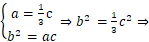 {a = 1/3 c ⇒ b² = 1/3 c² ⇒
b² = ac